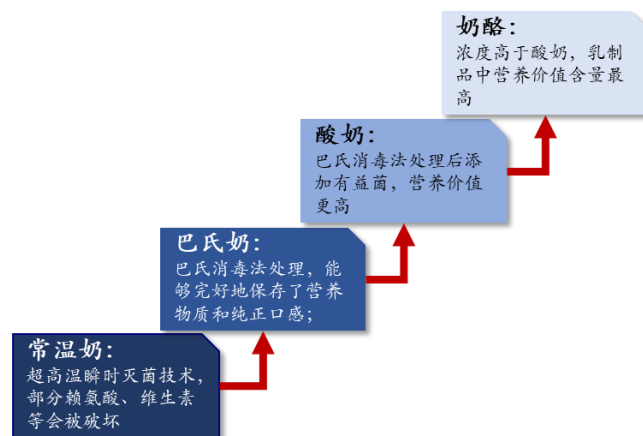 奶酪：
浓度高于酸奶，乳制
品中营养价值含量最
高
酸奶：
巴氏消毒法处理后添
加有益菌，营养价值
更高
巴氏奶：
巴氏消毒法处理，能
够完好地保存了营养
物质和纯正口感；
常温奶：
超高温瞬时灭菌技术，
部分赖氨酸、维生素
等会被破坏